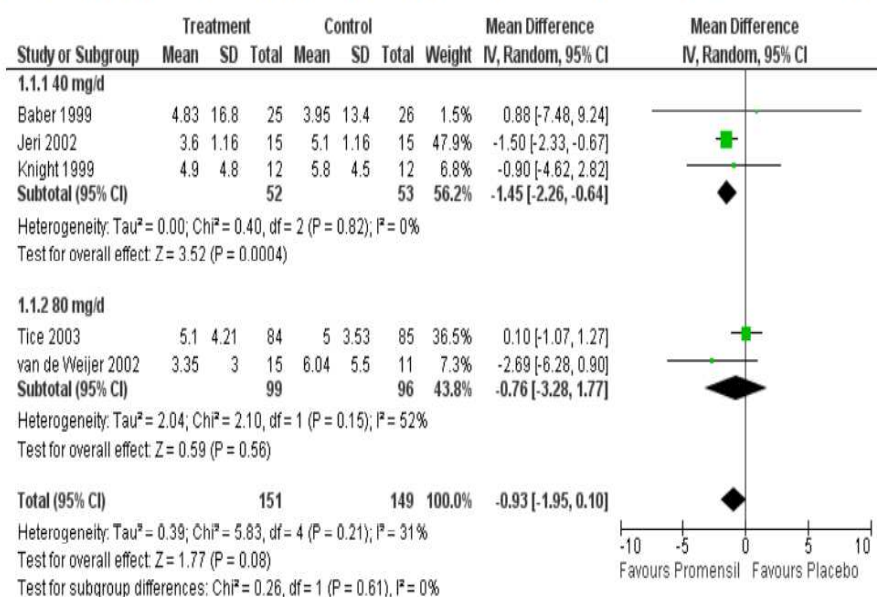 Treatment Control Mean Difference Mean Difference
Study or Subgroup Mean SD Total Mean SD Total Weight IV, Random, 95% CI IV, Random, 95% CI
1.1.1 40 mg/d
Baber 1999 4.83 16.8 25 3.95 13.4 26 1.5% 0.88 [-7.48, 9.24]
Jeri 2002 3.6 1.16 15 5.1 1.16 15 47.9% -1.50 [-2.33, -0.67]
Knight 1999 4.9 4.8 12 5.8 4.5 12 6.8% -0.90 [-4.62, 2.82]
Subtotal (95% CI) 52 53 56.2% -1.45 [-2.26, -0.64]
Heterogeneity: Tau² = 0.00; Chi² = 0.40, df = 2 (P = 0.82); I² = 0%
Test for overall effect: Z = 3.52 (P = 0.0004)
1.1.2 80 mg/d
Tice 2003 5.1 4.21 84 5 3.53 85 36.5% 0.10 [-1.07, 1.27]
van de Weijer 2002 3.35 3 15 6.04 5.5 11 7.3% -2.69 [-6.28, 0.90]
Subtotal (95% CI) 99 96 43.8% -0.76 [-3.28, 1.77]
Heterogeneity: Tau² = 2.04; Chi² = 2.10, df = 1 (P = 0.15); I² = 52%
Test for overall effect: Z = 0.59 (P = 0.56)
Total (95% CI) 151 149 100.0% -0.93 [-1.95, 0.10]
Heterogeneity: Tau² = 0.39; Chi² = 5.83, df = 4 (P = 0.21); I² = 31%
Test for overall effect: Z = 1.77 (P = 0.08)
Test for subgroup differences: Chi² = 0.26, df = 1 (P = 0.61), I² = 0%
-10 -5 0 5 10
Favours Promensil Favours Placebo